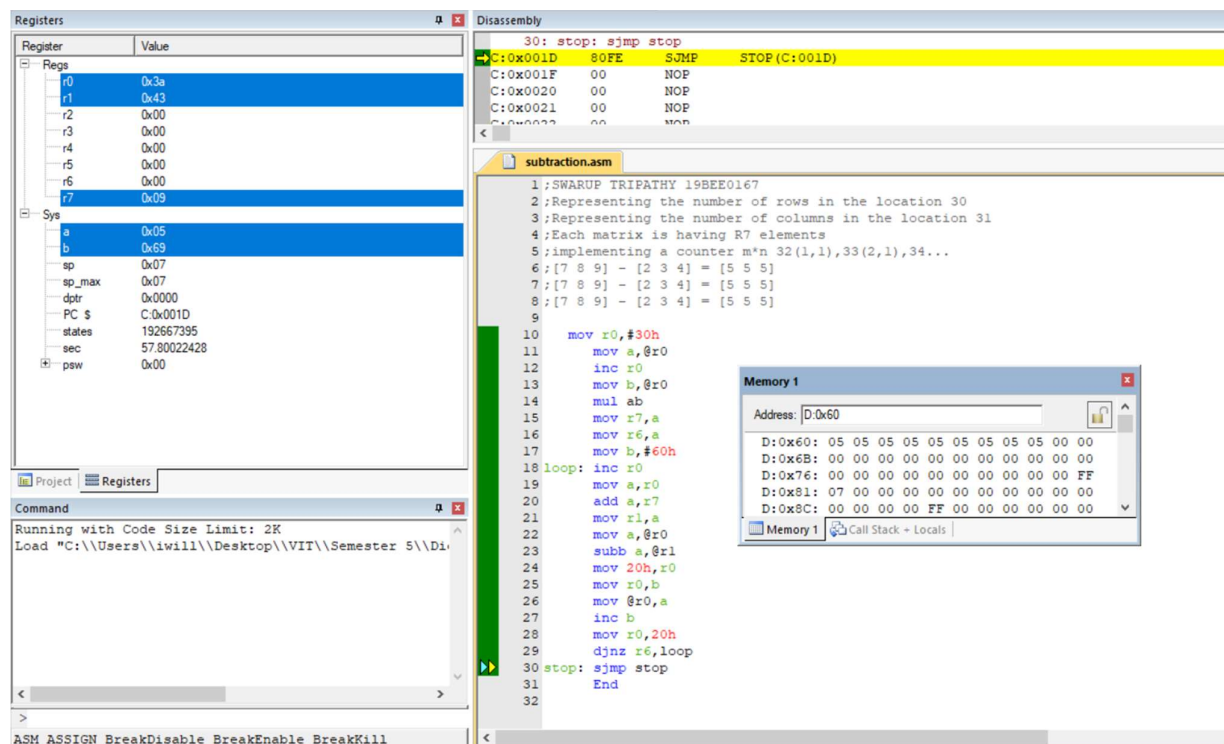 Registers
Register Value
Regs
r0 0x3a
r1 0x43
r2 0x00
r3 0x00
r4 0x00
r5 0x00
r6 0x00
r7 0x09
Sys
a 0x05
b 0x69
sp 0x07
sp_max 0x07
dptr 0x0000
PC $ C:0x001D
states 192667395
sec 57.80022428
psw 0x00
Project Registers
Command
Running with Code Size Limit: 2K
Load "C:\\Users\\iwill\\Desktop\\VIT\\Semester 5\\Di
>
ASM ASSIGN BreakDisable BreakEnable BreakKill
Disassembly
30: stop: sjmp stop
C:0x001D 80FE SJMP STOP(C:001D)
C:0x001F 00 NOP
C:0x0020 00 NOP
C:0x0021 00 NOP
C:0x0022 00 NOP
subtraction.asm
1 ;SWARUP TRIPATHY 19BEE0167
2 ;Representing the number of rows in the location 30
3 ;Representing the number of columns in the location 31
4 ;Each matrix is having R7 elements
5 ;implementing a counter m*n 32(1,1),33(2,1),34...
6 ;[7 8 9] - [2 3 4] = [5 5 5]
7 ;[7 8 9] - [2 3 4] = [5 5 5]
8 ;[7 8 9] - [2 3 4] = [5 5 5]
9
10 mov r0,#30h
11 mov a,@r0
12 inc r0
13 mov b,@r0
14 mul ab
15 mov r7,a
16 mov r6,a
17 mov b,#60h
18 loop: inc r0
19 mov a,r0
20 add a,r7
21 mov r1,a
22 mov a,@r0
23 subb a,@r1
24 mov 20h,r0
25 mov r0,b
26 mov @r0,a
27 inc b
28 mov r0,20h
29 djnz r6,loop
30 stop: sjmp stop
31 End
32
Memory 1
Address: D:0x60
D:0x60: 05 05 05 05 05 05 05 05 05 00 00
D:0x6B: 00 00 00 00 00 00 00 00 00 00 00
D:0x76: 00 00 00 00 00 00 00 00 00 00 FF
D:0x81: 07 00 00 00 00 00 00 00 00 00 00
D:0x8C: 00 00 00 00 FF 00 00 00 00 00 00
Memory 1 Call Stack + Locals